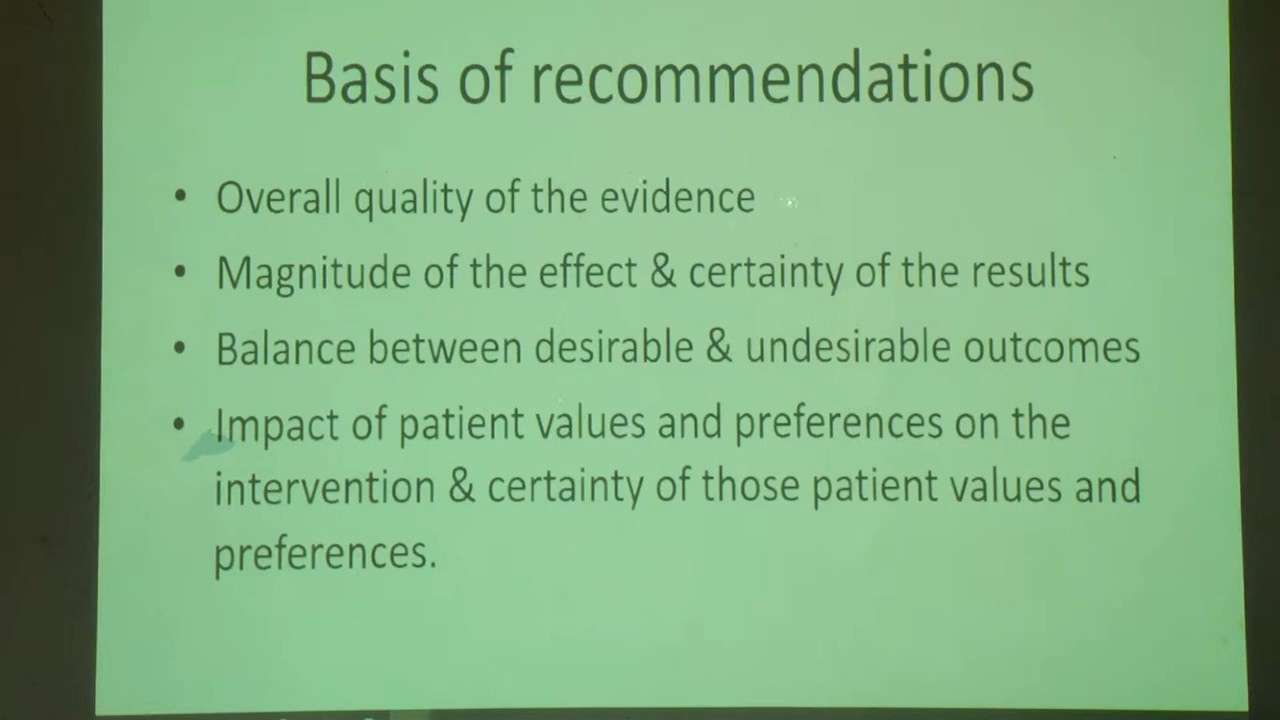 Basis of recommendations
• Overall quality of the evidence
• Magnitude of the effect & certainty of the results
• Balance between desirable & undesirable outcomes
• Impact of patient values and preferences on the
intervention & certainty of those patient values and
preferences.